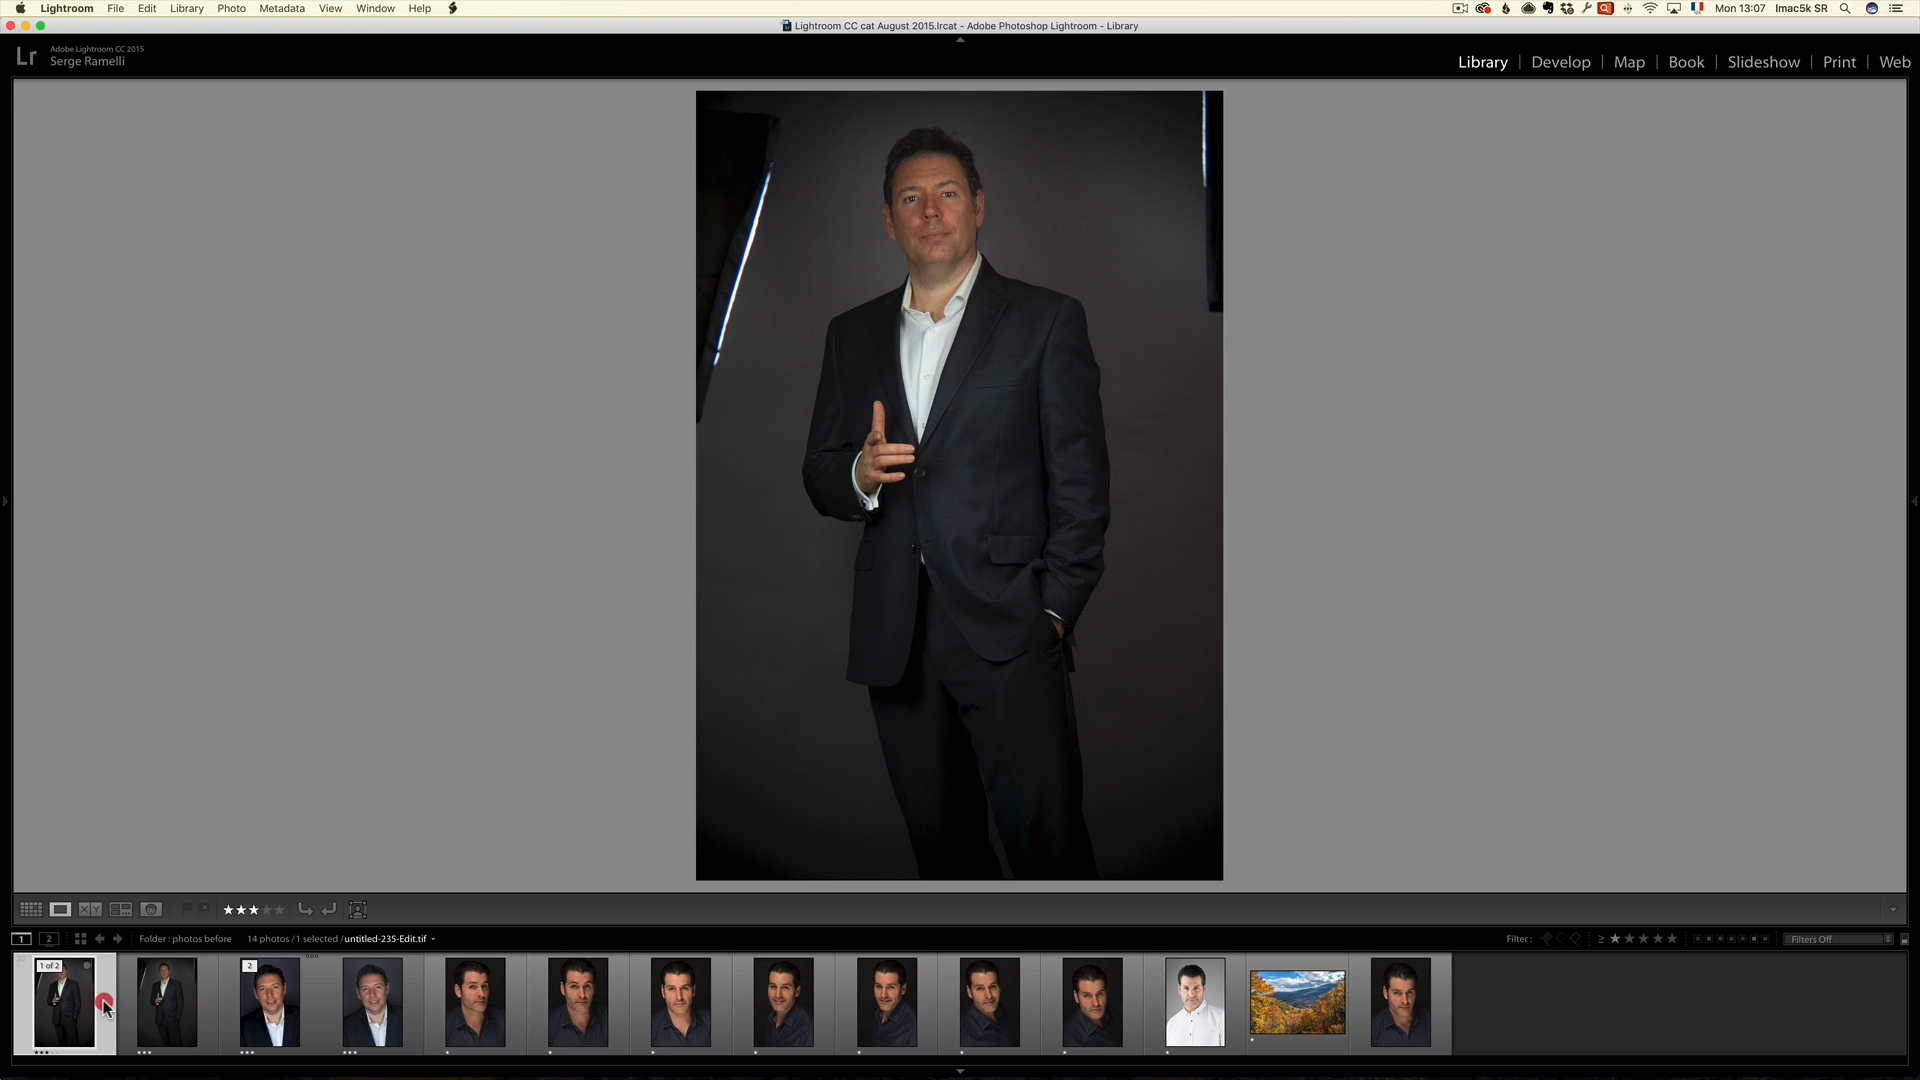 Lightroom File Edit Library Photo Metadata View Window Help Mon 13:07 Imac5k SR
Lightroom CC cat August 2015.lrcat - Adobe Photoshop Lightroom - Library
Lr Adobe Lightroom CC 2015
Serge Ramelli
Library | Develop | Map | Book | Slideshow | Print | Web
XY
1 2 Folder : photos before 14 photos / 1 selected / untitled-235-Edit.tif Filter : ≥ Filters Off
1 of 2
2